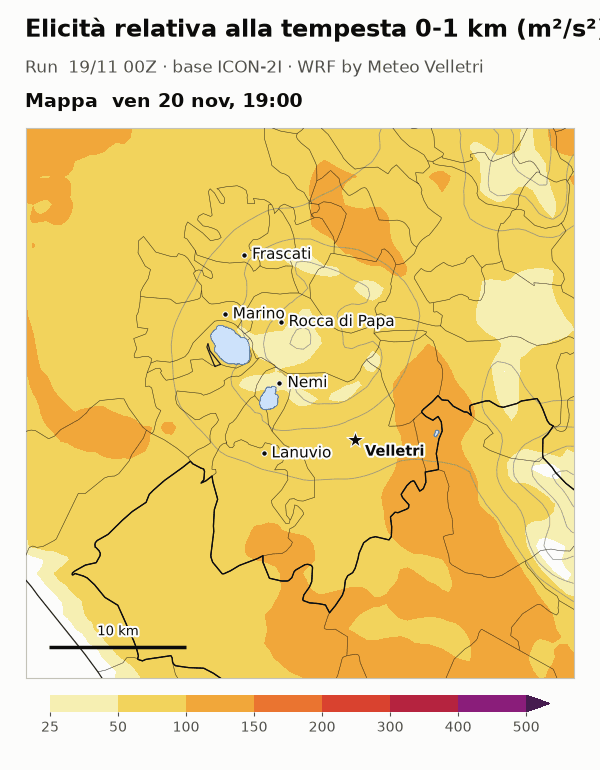 Elicità relativa alla tempesta 0-1 km (m²/s²)
Run 19/11 00Z · base ICON-2I · WRF by Meteo Velletri
Mappa ven 20 nov, 19:00
Frascati
Marino
Rocca di Papa
Nemi
Velletri
Lanuvio
10 km
25 50 100 150 200 300 400 500